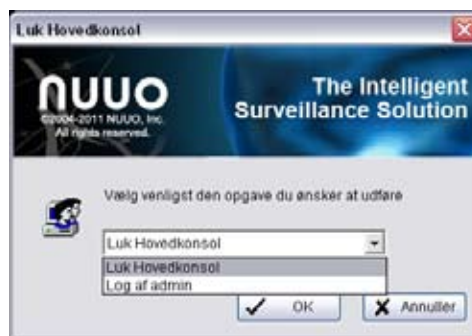 Luk Hovedkonsol
nuuo
The Intelligent
Surveillance Solution
©2004-2011 NUUO, Inc.
All rights reserved.
Vælg venligst den opgave du ønsker at udføre
Luk Hovedkonsol
Luk Hovedkonsol
Log af admin
OK
Annuller